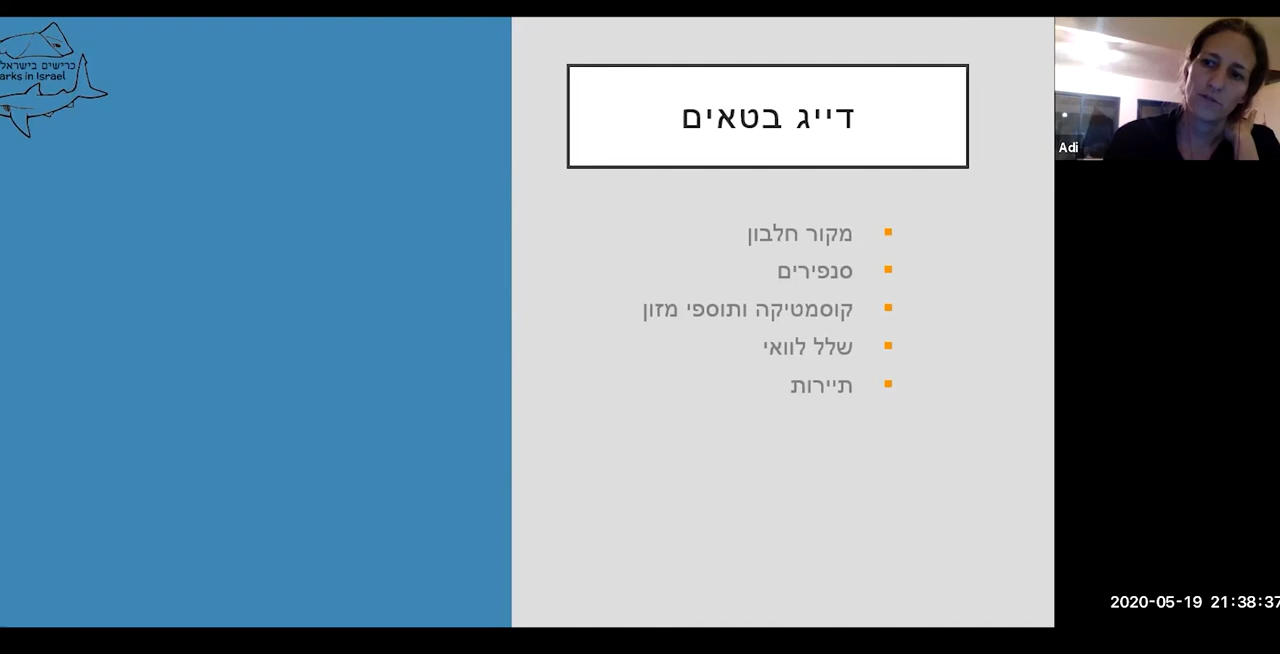 כרישים בישראל
arks in Israel
דייג בטאים
מקור חלבון
סנפירים
קוסמטיקה ותוספי מזון
שלל לוואי
תיירות
Adi
2020-05-19 21:38:37